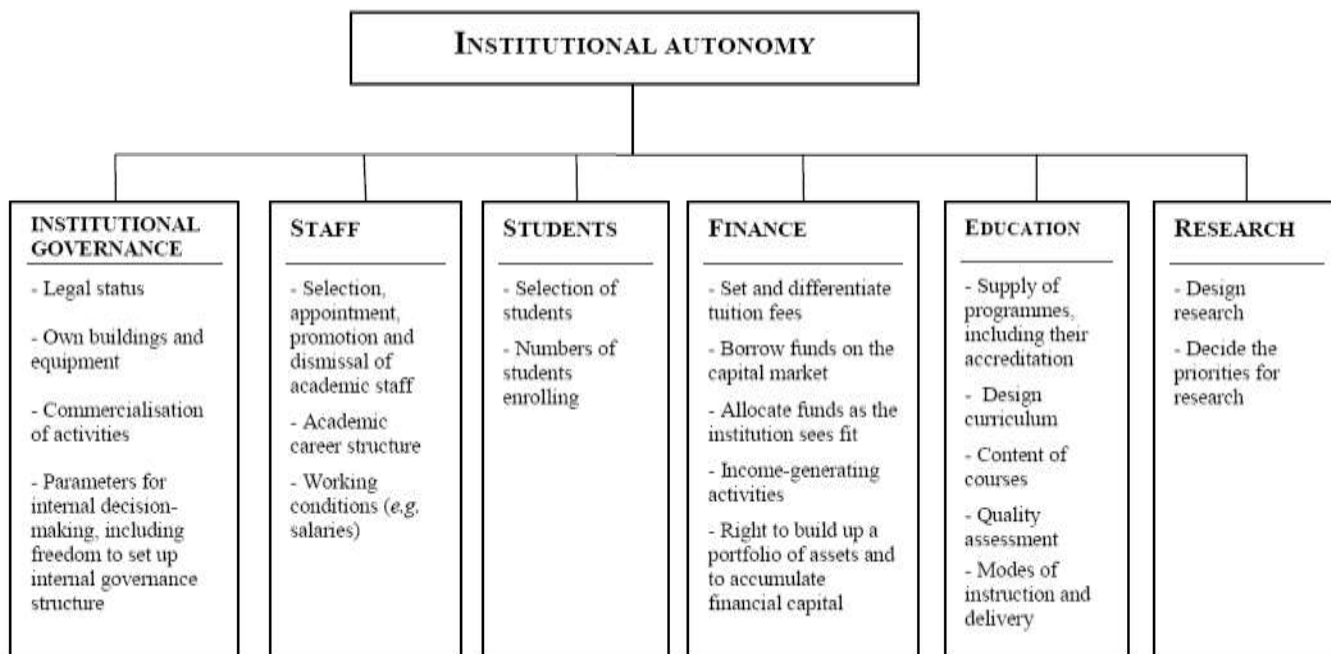 INSTITUTIONAL AUTONOMY
INSTITUTIONAL
GOVERNANCE
- Legal status
- Own buildings and
equipment
- Commercialisation
of activities
- Parameters for
internal decision-
making, including
freedom to set up
internal governance
structure
STAFF
- Selection,
appointment,
promotion and
dismissal of
academic staff
- Academic
career structure
- Working
conditions (e.g.
salaries)
STUDENTS
- Selection of
students
- Numbers of
students
enrolling
FINANCE
- Set and differentiate
tuition fees
- Borrow funds on the
capital market
- Allocate funds as the
institution sees fit
- Income-generating
activities
- Right to build up a
portfolio of assets and
to accumulate
financial capital
EDUCATION
- Supply of
programmes,
including their
accreditation
- Design
curriculum
- Content of
courses
- Quality
assessment
- Modes of
instruction and
delivery
RESEARCH
- Design
research
- Decide the
priorities for
research